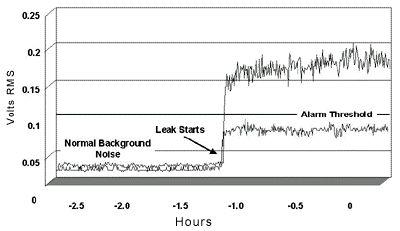 0.25
0.2
Volts RMS
0.15
Alarm Threshold
0.1
Leak Starts
Normal Background
Noise
0.05
0
-2.5
-2.0
-1.5
-1.0
-0.5
0
Hours